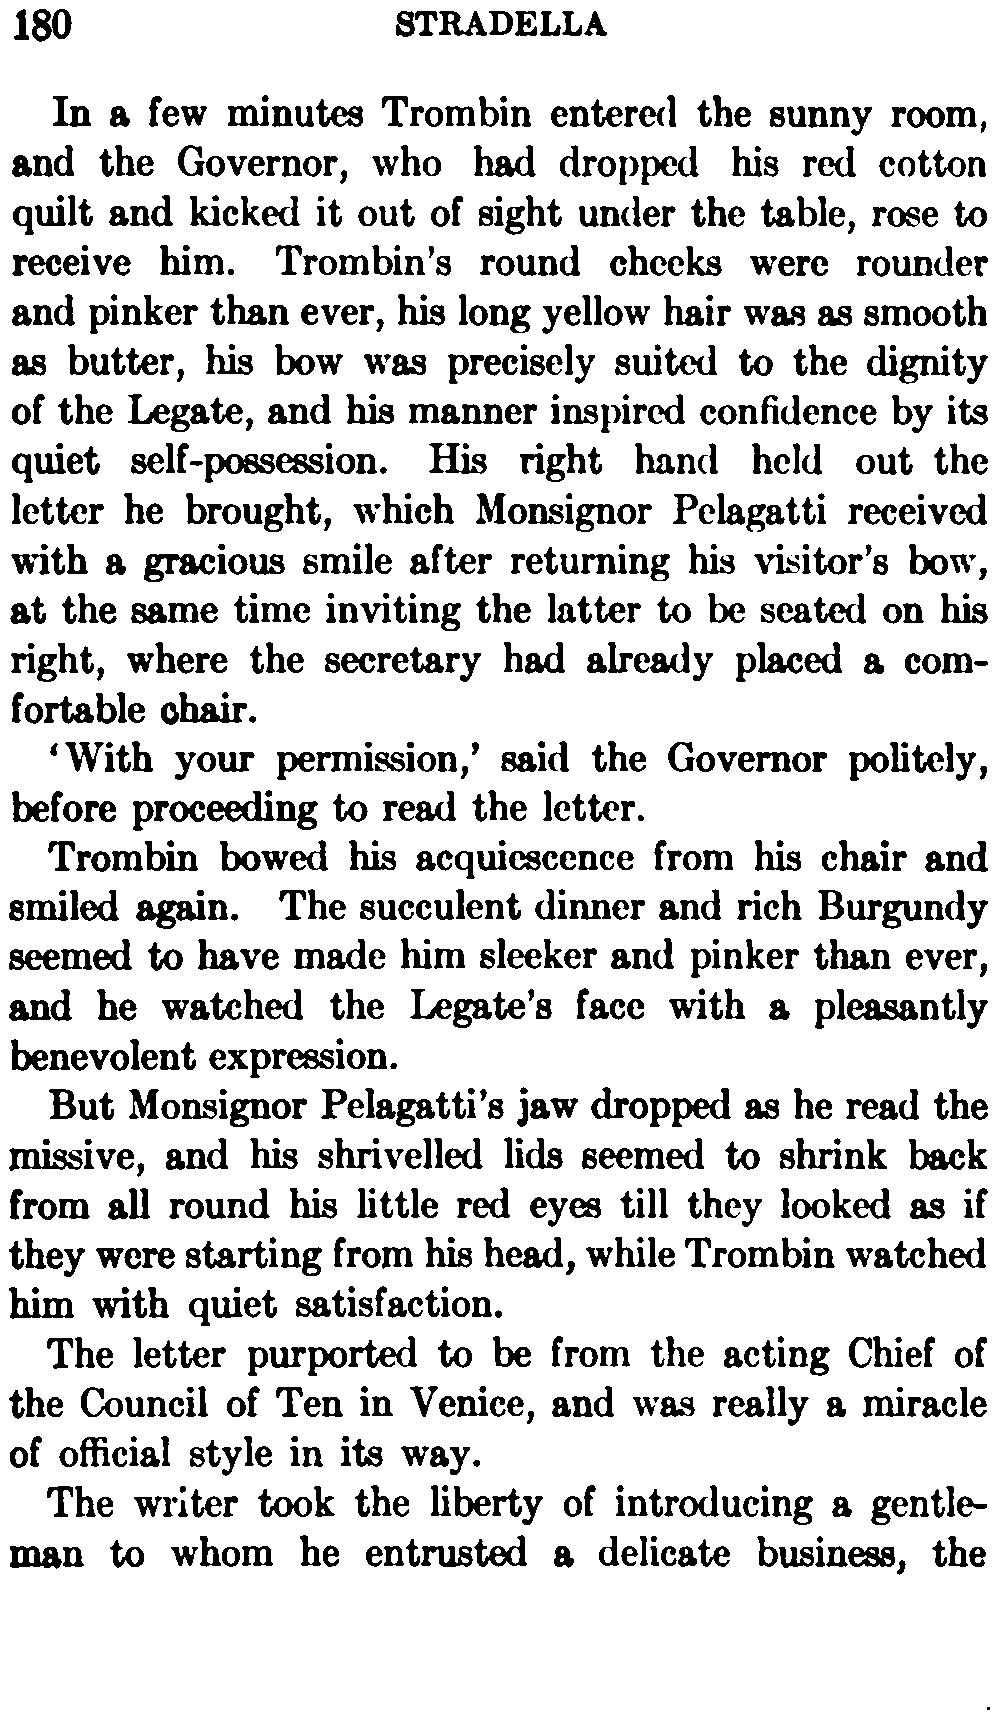 180 STRADELLA
In a few minutes Trombin entered the sunny room,
and the Governor, who had dropped his red cotton
quilt and kicked it out of sight under the table, rose to
receive him. Trombin's round cheeks were rounder
and pinker than ever, his long yellow hair was as smooth
as butter, his bow was precisely suited to the dignity
of the Legate, and his manner inspired confidence by its
quiet self-possession. His right hand held out the
letter he brought, which Monsignor Pelagatti received
with a gracious smile after returning his visitor's bow,
at the same time inviting the latter to be seated on his
right, where the secretary had already placed a com-
fortable chair.
‘With your permission,’ said the Governor politely,
before proceeding to read the letter.
Trombin bowed his acquiescence from his chair and
smiled again. The succulent dinner and rich Burgundy
seemed to have made him sleeker and pinker than ever,
and he watched the Legate's face with a pleasantly
benevolent expression.
But Monsignor Pelagatti's jaw dropped as he read the
missive, and his shrivelled lids seemed to shrink back
from all round his little red eyes till they looked as if
they were starting from his head, while Trombin watched
him with quiet satisfaction.
The letter purported to be from the acting Chief of
the Council of Ten in Venice, and was really a miracle
of official style in its way.
The writer took the liberty of introducing a gentle-
man to whom he entrusted a delicate business, the